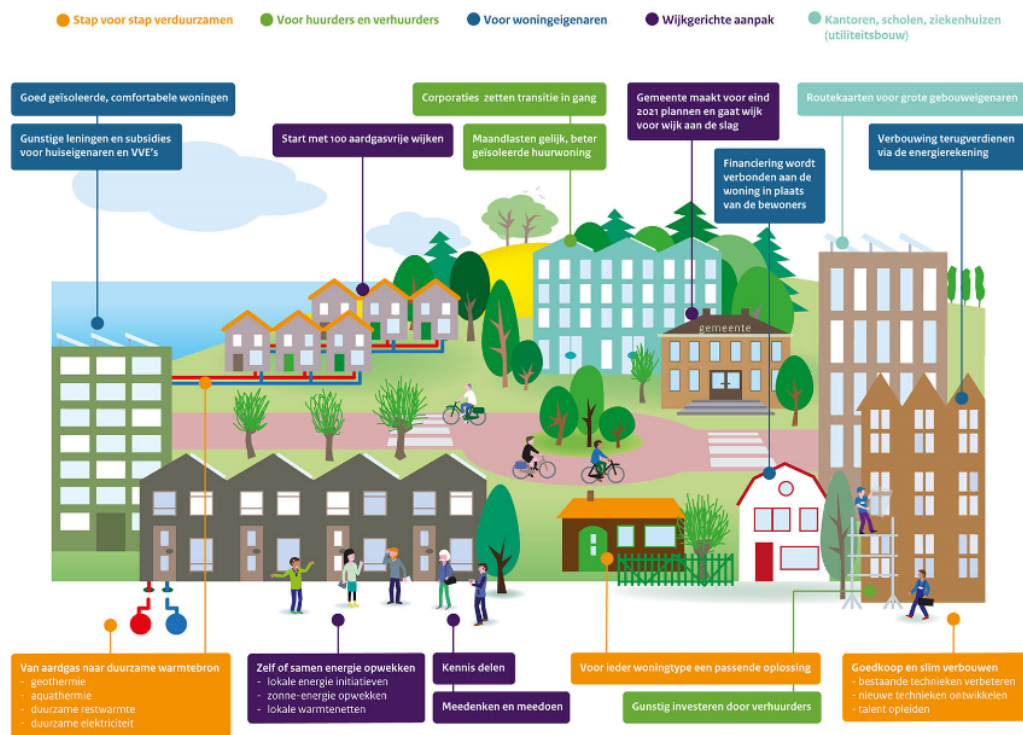 Stap voor stap verduurzamen
Voor huurders en verhuurders
Voor woningeigenaren
Wijkgerichte aanpak
Kantoren, scholen, ziekenhuizen
(utiliteitsbouw)
Goed geïsoleerde, comfortabele woningen
Gunstige leningen en subsidies
voor huiseigenaren en VVE's
Start met 100 aardgasvrije wijken
Corporaties zetten transitie in gang
Maandlasten gelijk, beter
geïsoleerde huurwoning
Gemeente maakt voor eind
2021 plannen en gaat wijk
voor wijk aan de slag
Financiering wordt
verbonden aan de
woning in plaats
van de bewoners
Routekaarten voor grote gebouweigenaren
Verbouwing terugverdienen
via de energierekening
gemeente
Van aardgas naar duurzame warmtebron
- geothermie
- aquathermie
- duurzame restwarmte
- duurzame elektriciteit
Zelf of samen energie opwekken
- lokale energie initiatieven
- zonne-energie opwekken
- lokale warmtenetten
Kennis delen
Meedenken en meedoen
Voor ieder woningtype een passende oplossing
Gunstig investeren door verhuurders
Goedkoop en slim verbouwen
- bestaande technieken verbeteren
- nieuwe technieken ontwikkelen
- talent opleiden